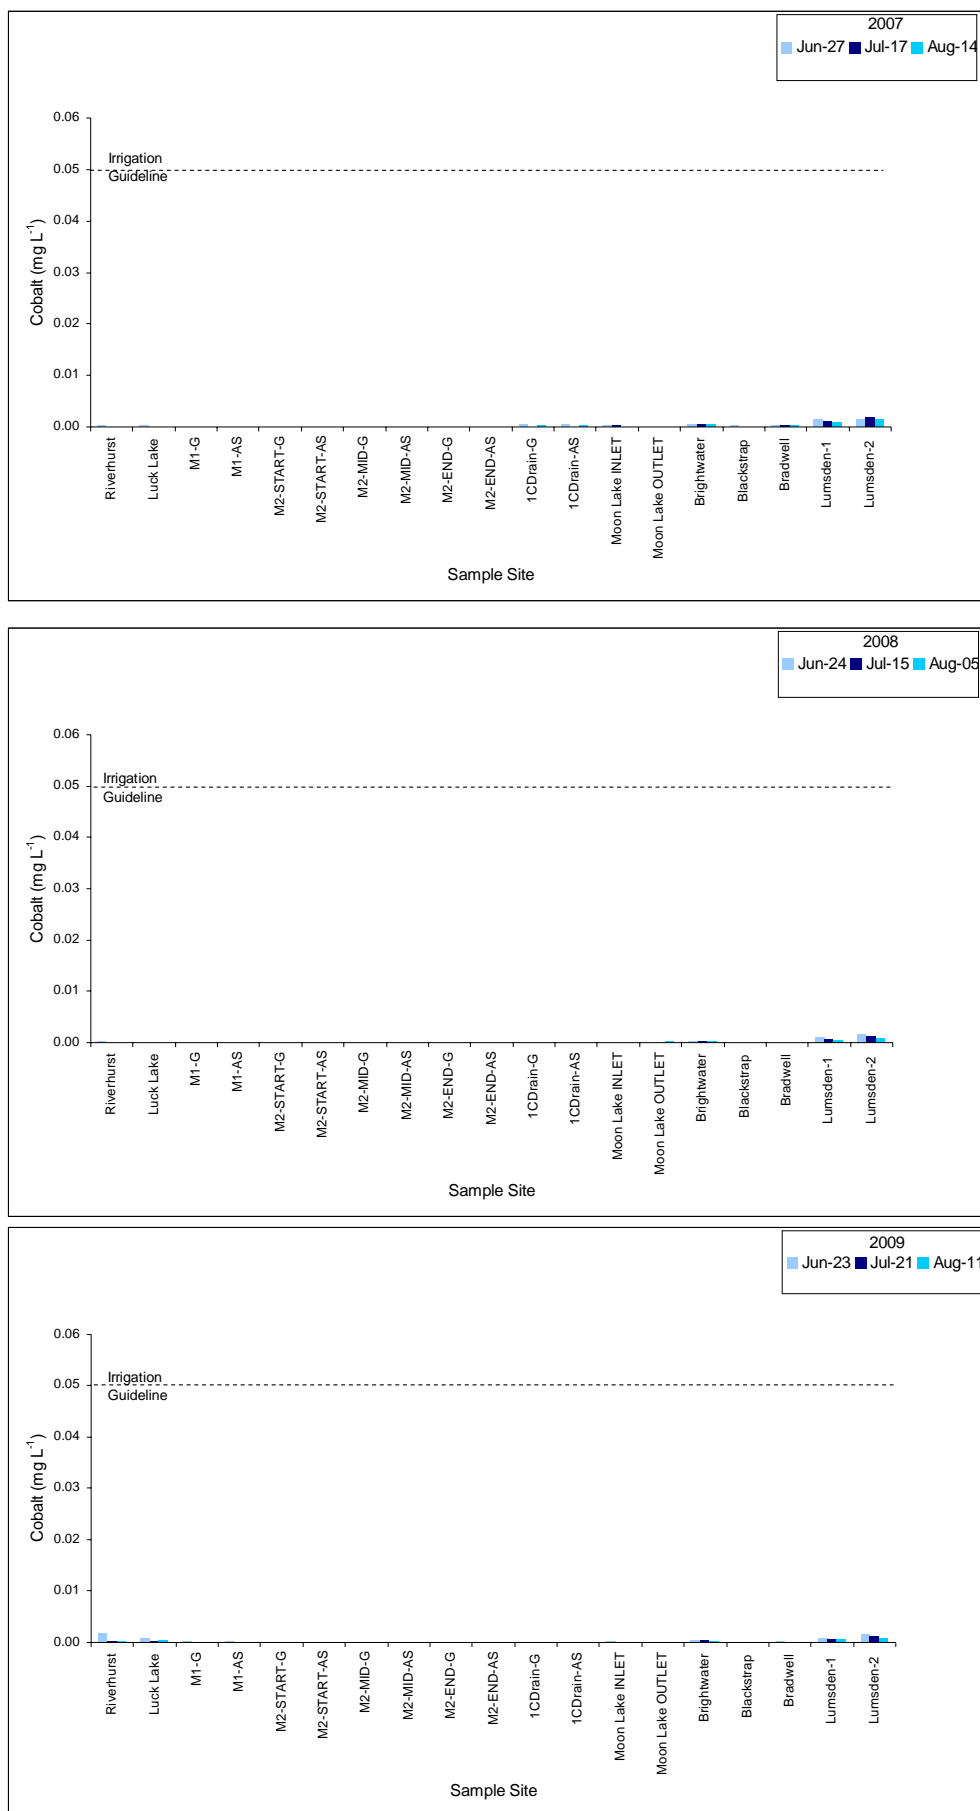 2007
Jun-27 Jul-17 Aug-14
0.06
0.05
0.04
0.03
0.02
0.01
0.00
Irrigation
Guideline
Cobalt (mg L-1)
Riverhurst
Luck Lake
M1-G
M1-AS
M2-START-G
M2-START-AS
M2-MID-G
M2-MID-AS
M2-END-G
M2-END-AS
1CDrain-G
1CDrain-AS
Moon Lake INLET
Moon Lake OUTLET
Brightwater
Blackstrap
Bradwell
Lumsden-1
Lumsden-2
Sample Site
2008
Jun-24 Jul-15 Aug-05
0.06
0.05
0.04
0.03
0.02
0.01
0.00
Irrigation
Guideline
Cobalt (mg L-1)
Riverhurst
Luck Lake
M1-G
M1-AS
M2-START-G
M2-START-AS
M2-MID-G
M2-MID-AS
M2-END-G
M2-END-AS
1CDrain-G
1CDrain-AS
Moon Lake INLET
Moon Lake OUTLET
Brightwater
Blackstrap
Bradwell
Lumsden-1
Lumsden-2
Sample Site
2009
Jun-23 Jul-21 Aug-11
0.06
0.05
0.04
0.03
0.02
0.01
0.00
Irrigation
Guideline
Cobalt (mg L-1)
Riverhurst
Luck Lake
M1-G
M1-AS
M2-START-G
M2-START-AS
M2-MID-G
M2-MID-AS
M2-END-G
M2-END-AS
1CDrain-G
1CDrain-AS
Moon Lake INLET
Moon Lake OUTLET
Brightwater
Blackstrap
Bradwell
Lumsden-1
Lumsden-2
Sample Site